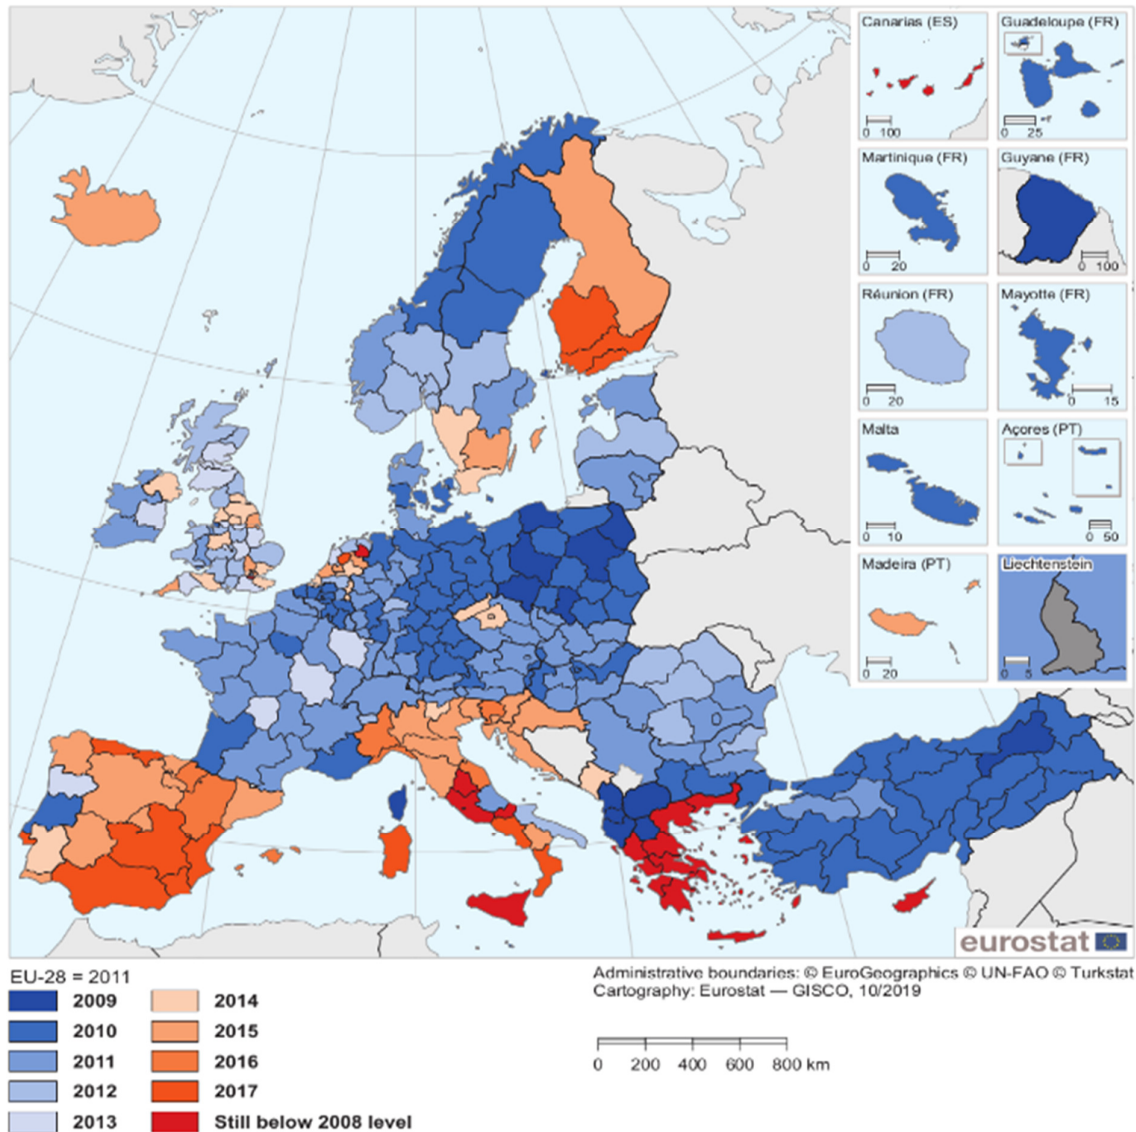 Canarias (ES)
0 100
Guadeloupe (FR)
0 25
Martinique (FR)
0 20
Guyane (FR)
0 100
Réunion (FR)
0 20
Mayotte (FR)
0 15
Malta
0 10
Açores (PT)
0 50
Madeira (PT)
0 20
Liechtenstein
0 5
eurostat
EU-28 = 2011
2009
2010
2011
2012
2013
2014
2015
2016
2017
Still below 2008 level
Administrative boundaries: © EuroGeographics © UN-FAO © Turkstat
Cartography: Eurostat — GISCO, 10/2019
0 200 400 600 800 km